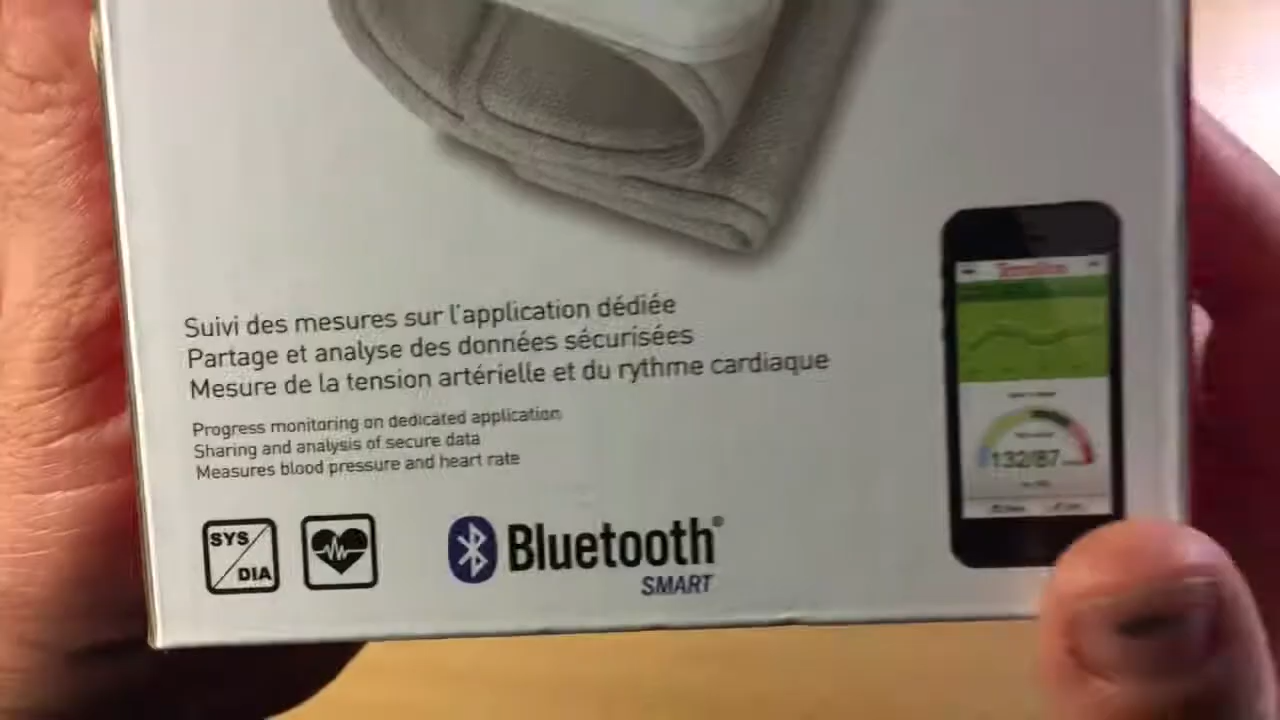 Suivi des mesures sur l'application dédiée
Partage et analyse des données sécurisées
Mesure de la tension artérielle et du rythme cardiaque
Progress monitoring on dedicated application
Sharing and analysis of secure data
Measures blood pressure and heart rate
SYS
DIA
Bluetooth®
SMART
132/87